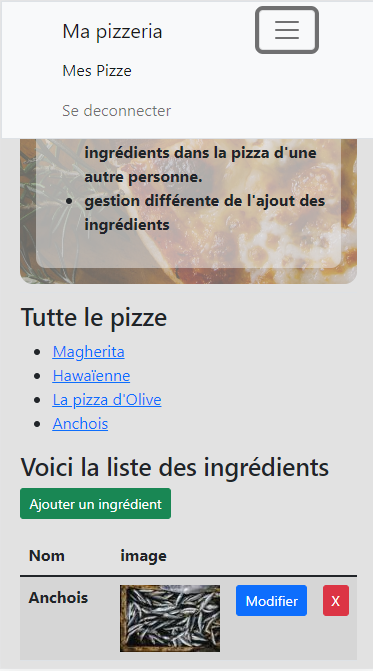 Ma pizzeria
Mes Pizze
Se deconnecter
ingrédients dans la pizza d'une
autre personne.
gestion différente de l'ajout des
ingrédients
Tutte le pizze
Magherita
Hawaïenne
La pizza d'Olive
Anchois
Voici la liste des ingrédients
Ajouter un ingrédient
Nom image
Anchois Modifier X